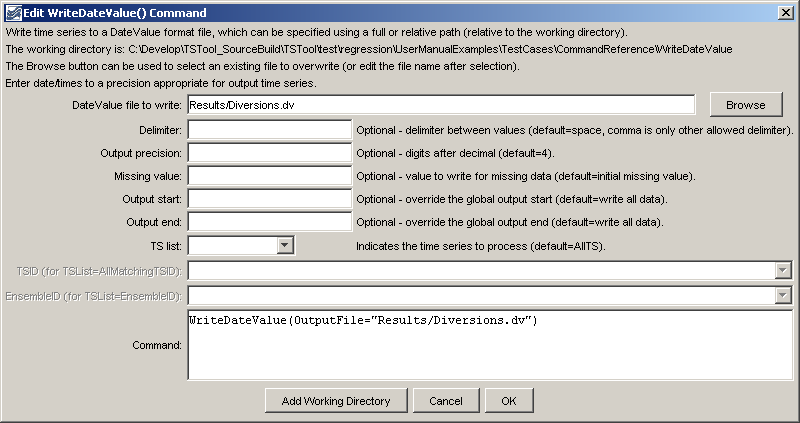 Edit WriteDateValue() Command
Write time series to a DateValue format file, which can be specified using a full or relative path (relative to the working directory).
The working directory is: C:\Develop\TSTool_SourceBuild\TSTool\test\regression\UserManualExamples\TestCases\CommandReference\WriteDateValue
The Browse button can be used to select an existing file to overwrite (or edit the file name after selection).
Enter date/times to a precision appropriate for output time series.
DateValue file to write: Results/Diversions.dv Browse
Delimiter: Optional - delimiter between values (default=space, comma is only other allowed delimiter).
Output precision: Optional - digits after decimal (default=4).
Missing value: Optional - value to write for missing data (default=initial missing value).
Output start: Optional - override the global output start (default=write all data).
Output end: Optional - override the global output end (default=write all data).
TS list: Indicates the time series to process (default=AllTS).
TSID (for TSList=AllMatchingTSID):
EnsembleID (for TSList=EnsembleID):
Command: WriteDateValue(OutputFile="Results/Diversions.dv")
Add Working Directory Cancel OK